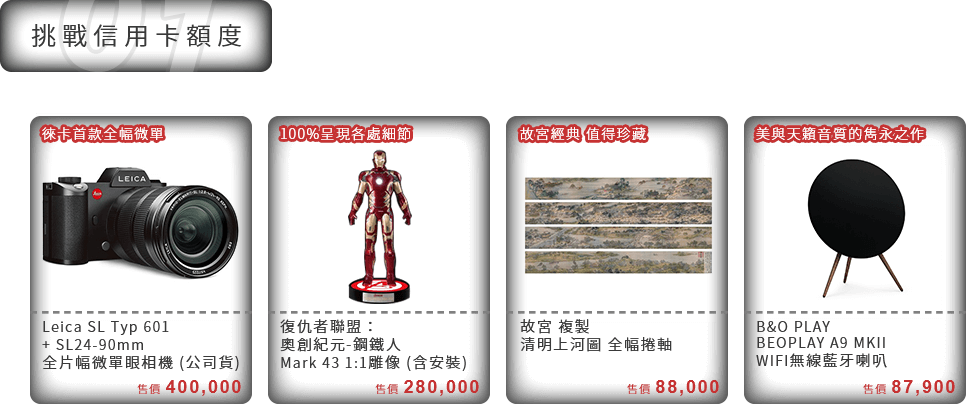 01
挑戰信用卡額度
徠卡首款全幅微單
LEICA
Leica SL Typ 601
+ SL24-90mm
全片幅微單眼相機 (公司貨)
售價 400,000
100%呈現各處細節
復仇者聯盟：
奧創紀元-鋼鐵人
Mark 43 1:1雕像 (含安裝)
售價 280,000
故宮經典 值得珍藏
故宮 複製
清明上河圖 全幅捲軸
售價 88,000
美與天籟音質的雋永之作
B&O PLAY
BEOPLAY A9 MKII
WIFI無線藍牙喇叭
售價 87,900